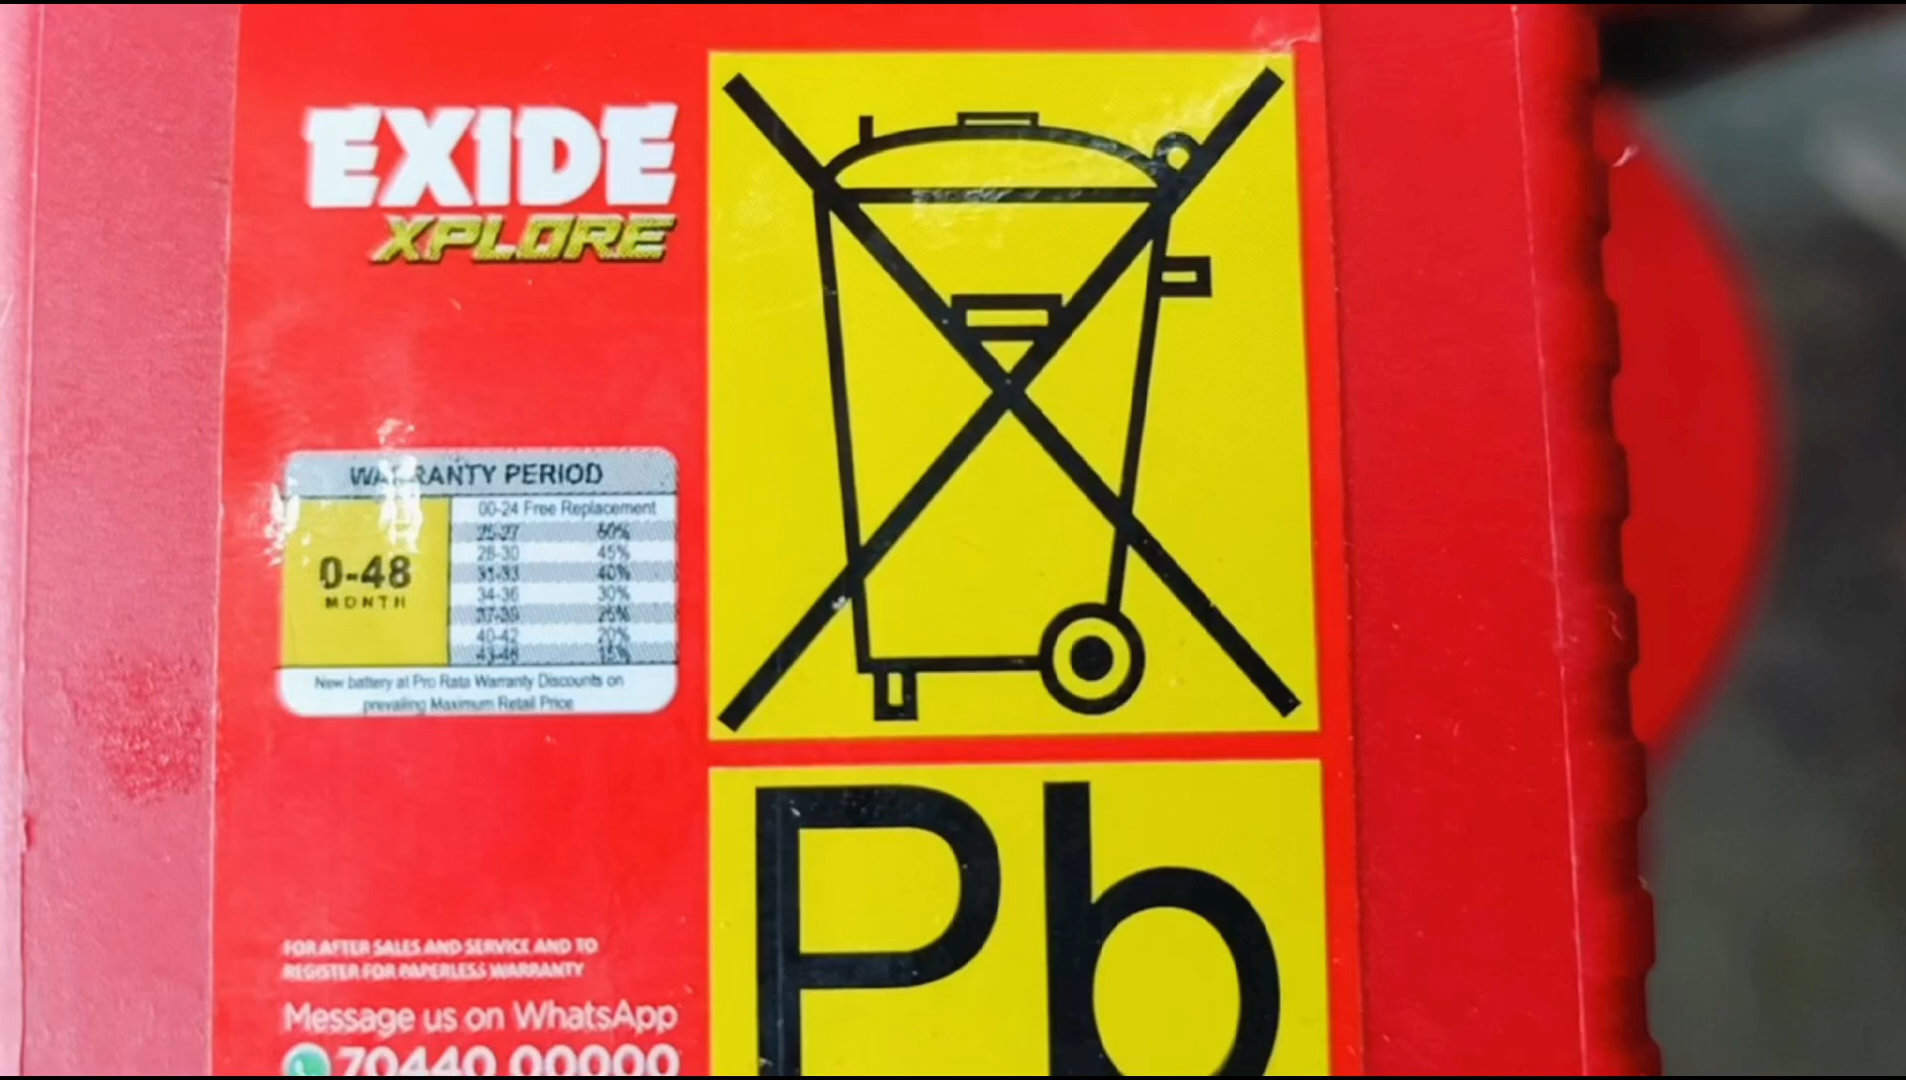 EXIDE
XPLORE
WARRANTY PERIOD
0-48
MONTH
00-24 Free Replacement
25-27 50%
28-30 45%
31-33 40%
34-36 30%
37-39 25%
40-42 20%
43-48 15%
New battery at Pro Rata Warranty Discounts on
prevailing Maximum Retail Price
FOR AFTER SALES AND SERVICE AND TO
REGISTER FOR PAPERLESS WARRANTY
Message us on WhatsApp
70440 00000
Pb